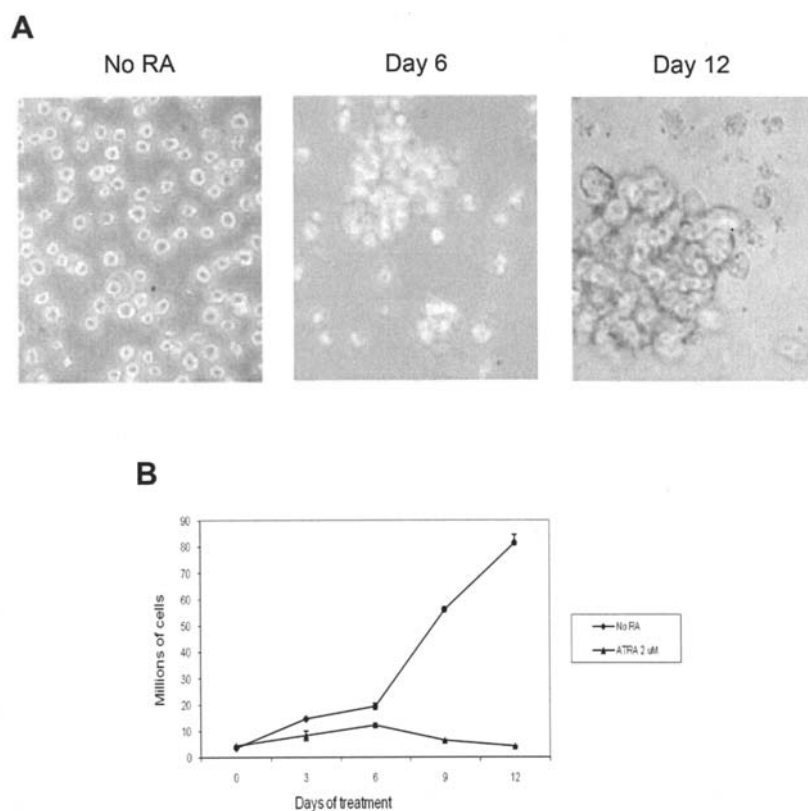 A
No RA
Day 6
Day 12
B
90
80
70
60
50
40
30
20
10
0
Millions of cells
0 3 6 9 12
Days of treatment
No RA
ATRA 2 uM